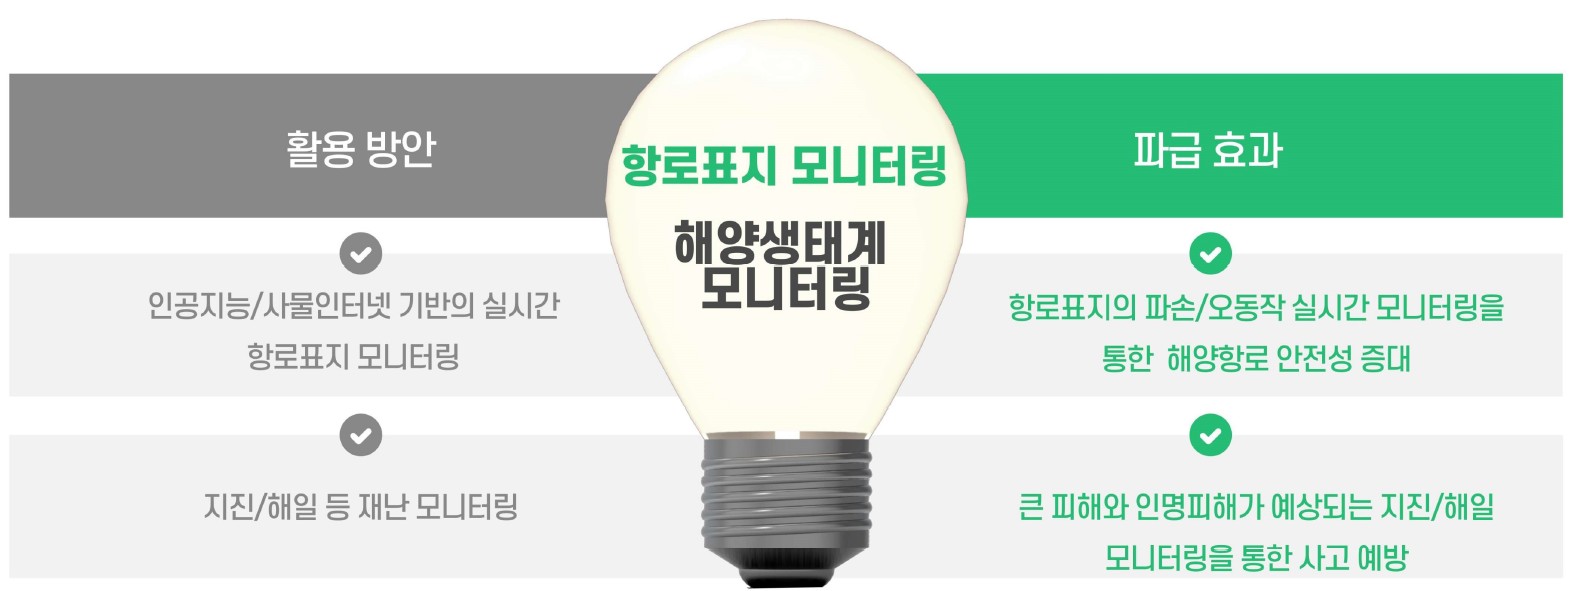 활용 방안
인공지능/사물인터넷 기반의 실시간
항로표지 모니터링
지진/해일 등 재난 모니터링
항로표지 모니터링
해양생태계
모니터링
파급 효과
항로표지의 파손/오동작 실시간 모니터링을
통한 해양항로 안전성 증대
큰 피해와 인명피해가 예상되는 지진/해일
모니터링을 통한 사고 예방